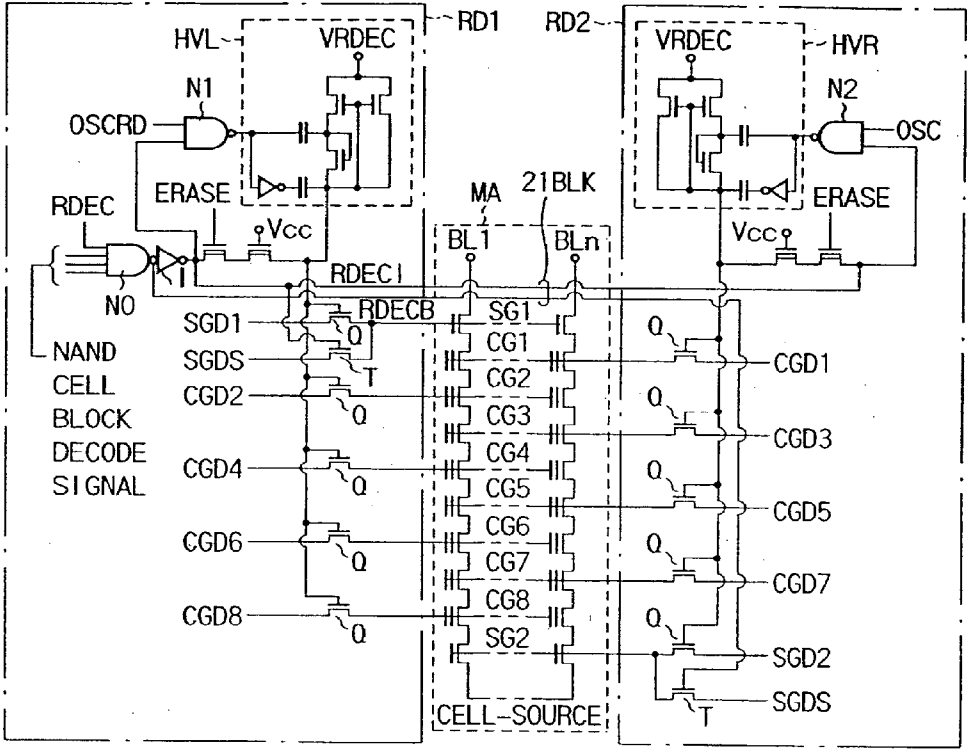 RD1
RD2
HVL
VRDEC
VRDEC
HVR
N1
N2
OSCRD
OSC
ERASE
MA
21BLK
ERASE
RDEC
Vcc
BL1
BLn
Vcc
I
N0
RDEC I
RDECB
SGD1
Q
SG1
SGDS
T
CG1
Q
CGD1
NAND
CELL
BLOCK
DECODE
SIGNAL
CGD2
Q
CG2
CG3
Q
CGD3
CGD4
Q
CG4
CG5
Q
CGD5
CGD6
Q
CG6
CG7
Q
CGD7
CGD8
Q
CG8
SG2
Q
SGD2
T
SGDS
CELL-SOURCE